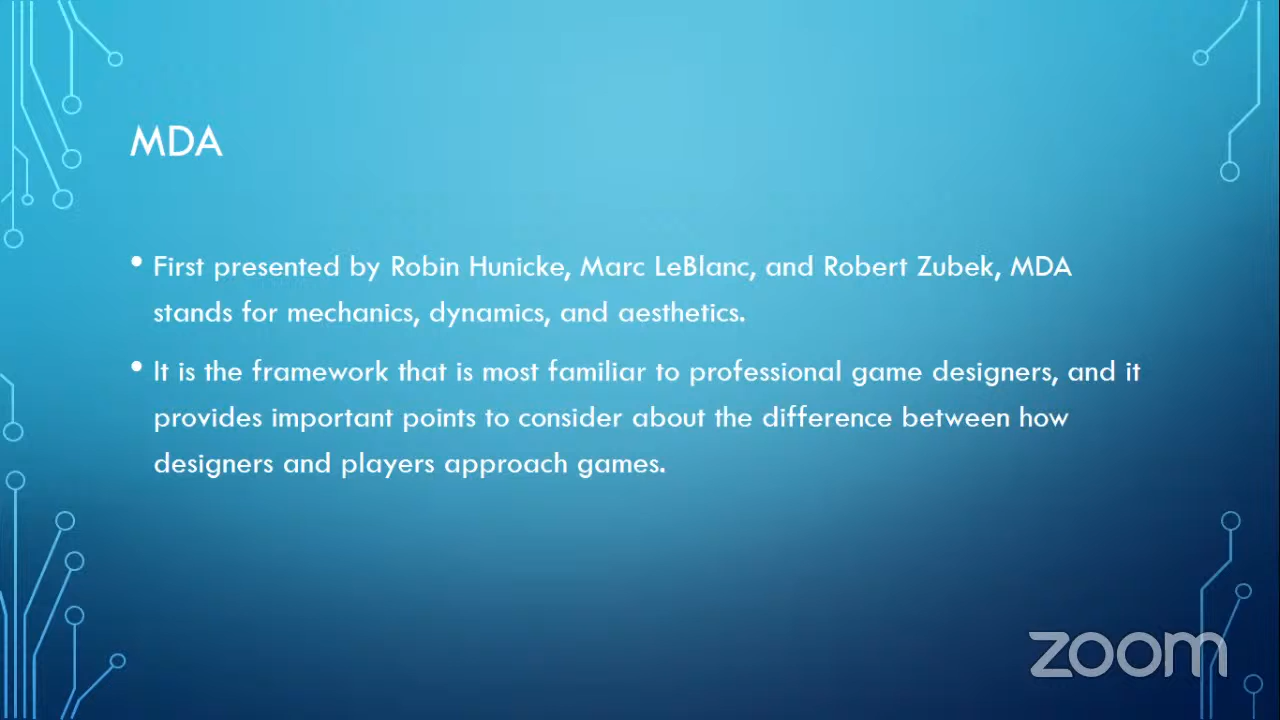 MDA
• First presented by Robin Hunicke, Marc LeBlanc, and Robert Zubek, MDA
stands for mechanics, dynamics, and aesthetics.
• It is the framework that is most familiar to professional game designers, and it
provides important points to consider about the difference between how
designers and players approach games.
zoom